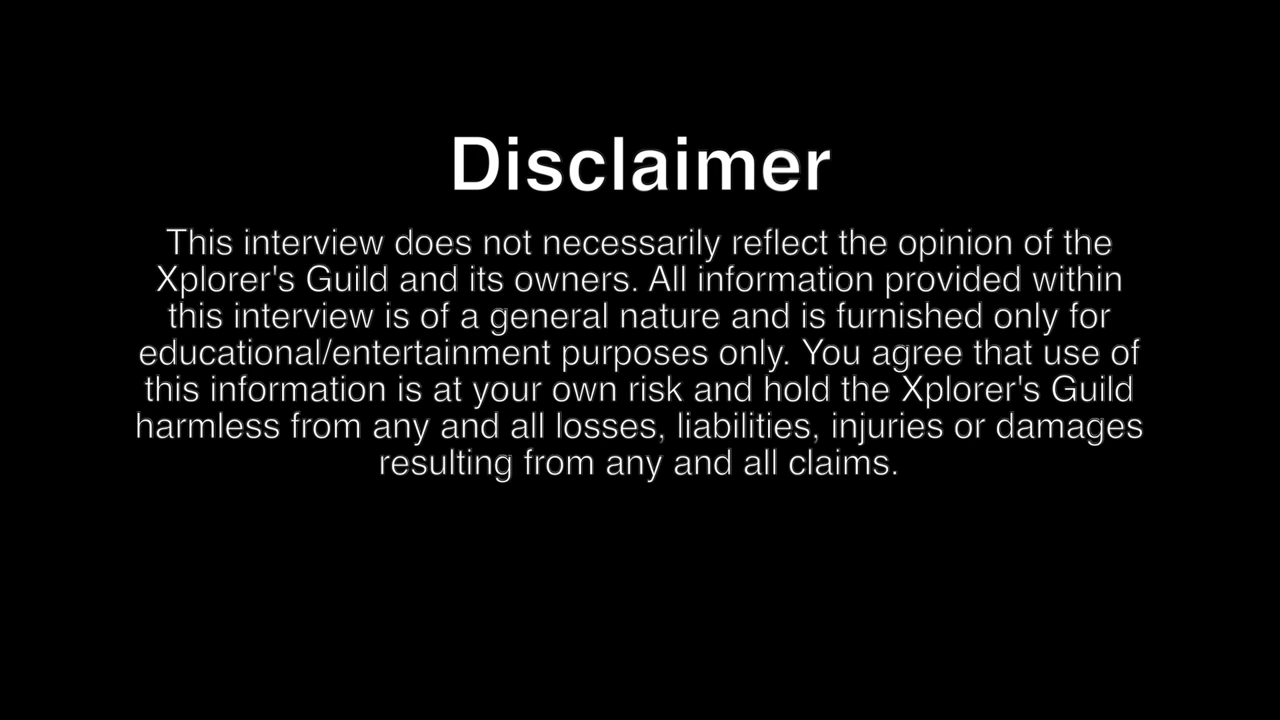 Disclaimer
This interview does not necessarily reflect the opinion of the
Xplorer's Guild and its owners. All information provided within
this interview is of a general nature and is furnished only for
educational/entertainment purposes only. You agree that use of
this information is at your own risk and hold the Xplorer's Guild
harmless from any and all losses, liabilities, injuries or damages
resulting from any and all claims.